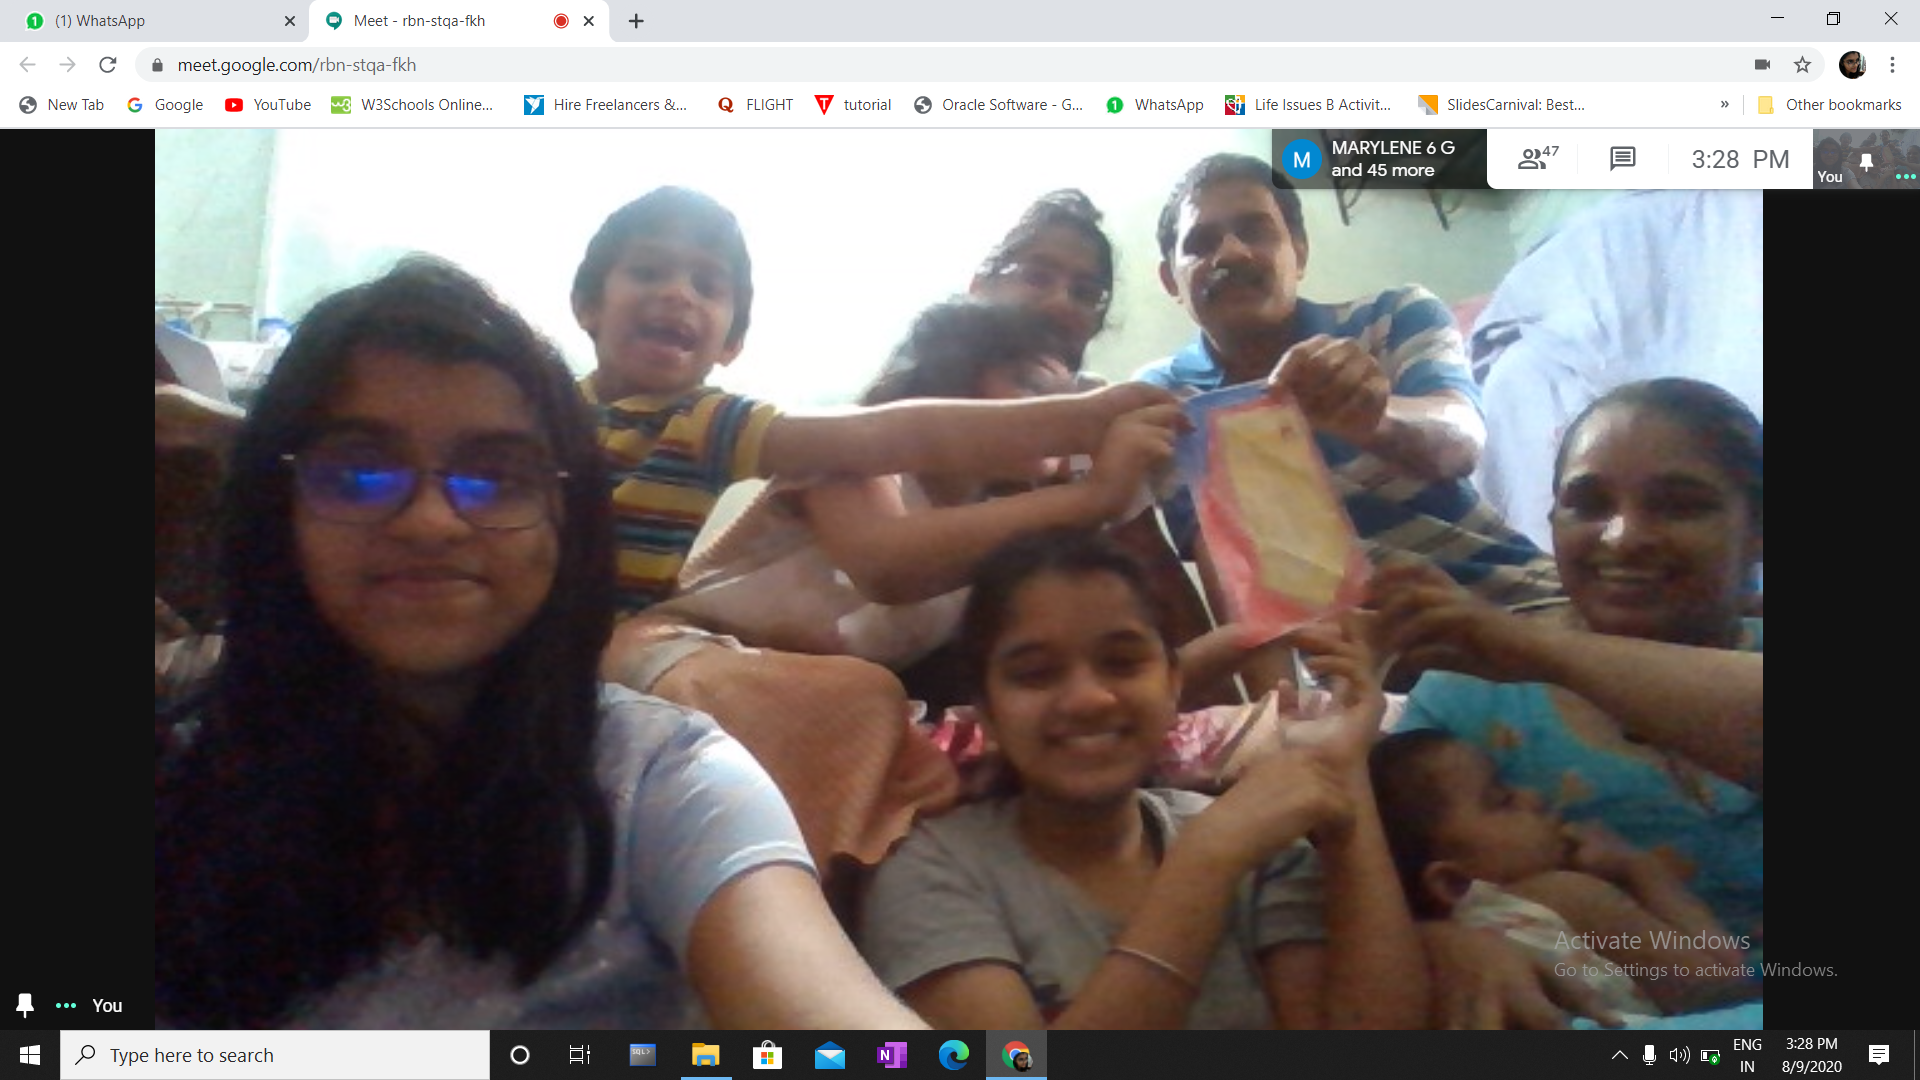 (1) WhatsApp
Meet - rbn-stqa-fkh
meet.google.com/rbn-stqa-fkh
New Tab
Google
YouTube
W3Schools Online...
Hire Freelancers &...
FLIGHT
tutorial
Oracle Software - G...
WhatsApp
Life Issues B Activit...
SlidesCarnival: Best...
»
Other bookmarks
M
MARYLENE 6 G
and 45 more
47
3:28 PM
You
Activate Windows
Go to Settings to activate Windows.
You
Type here to search
SQL>
N
ENG
IN
3:28 PM
8/9/2020